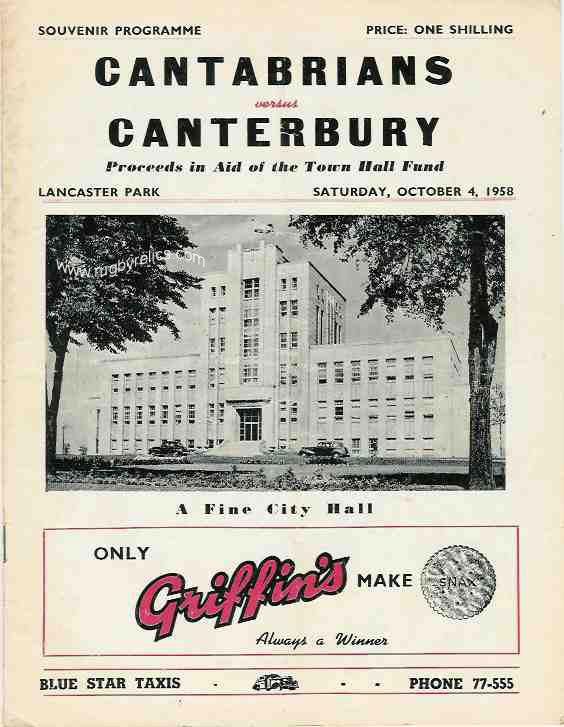 SOUVENIR PROGRAMME PRICE: ONE SHILLING
CANTABRIANS
versus
CANTERBURY
Proceeds in Aid of the Town Hall Fund
LANCASTER PARK SATURDAY, OCTOBER 4, 1958
www.rugbyrelics.com
A Fine City Hall
ONLY Griffin's MAKE SNAX
Always a Winner
BLUE STAR TAXIS - - - PHONE 77-555